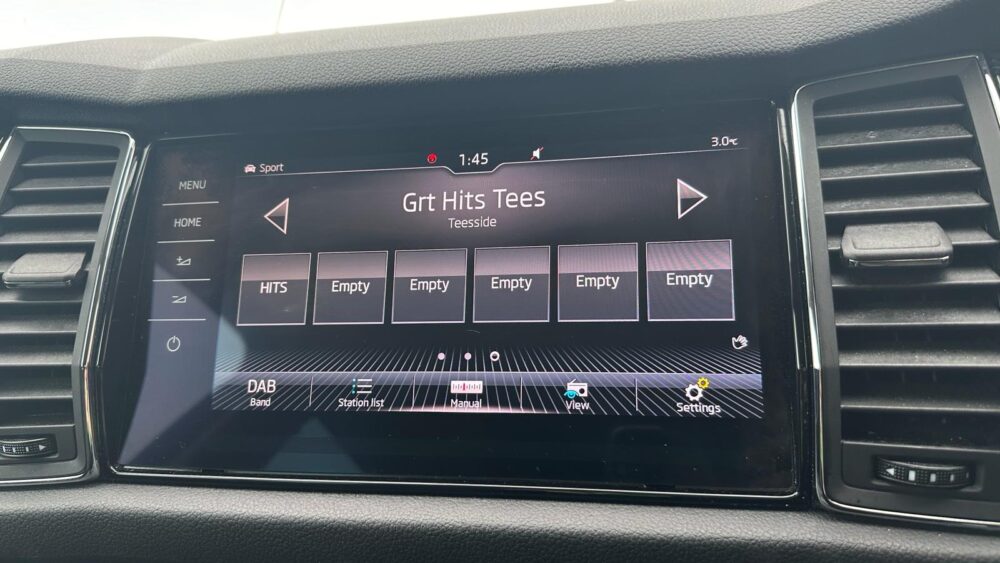 Sport
1:45
3.0°C
MENU
HOME
Grt Hits Tees
Teesside
HITS
Empty
Empty
Empty
Empty
Empty
DAB
Band
Station list
Manual
View
Settings